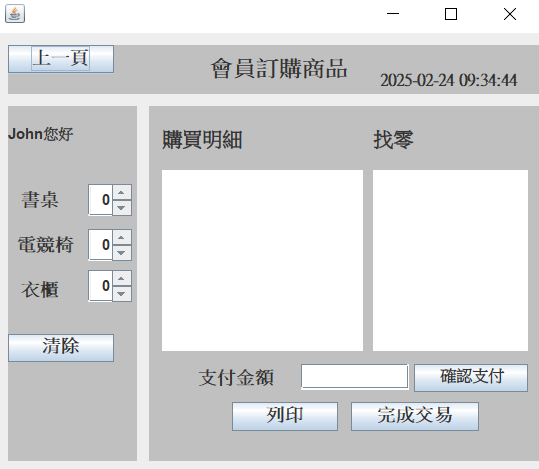 上一頁
會員訂購商品
2025-02-24 09:34:44
John您好
書桌 0
電競椅 0
衣櫃 0
清除
購買明細
找零
支付金額
確認支付
列印
完成交易